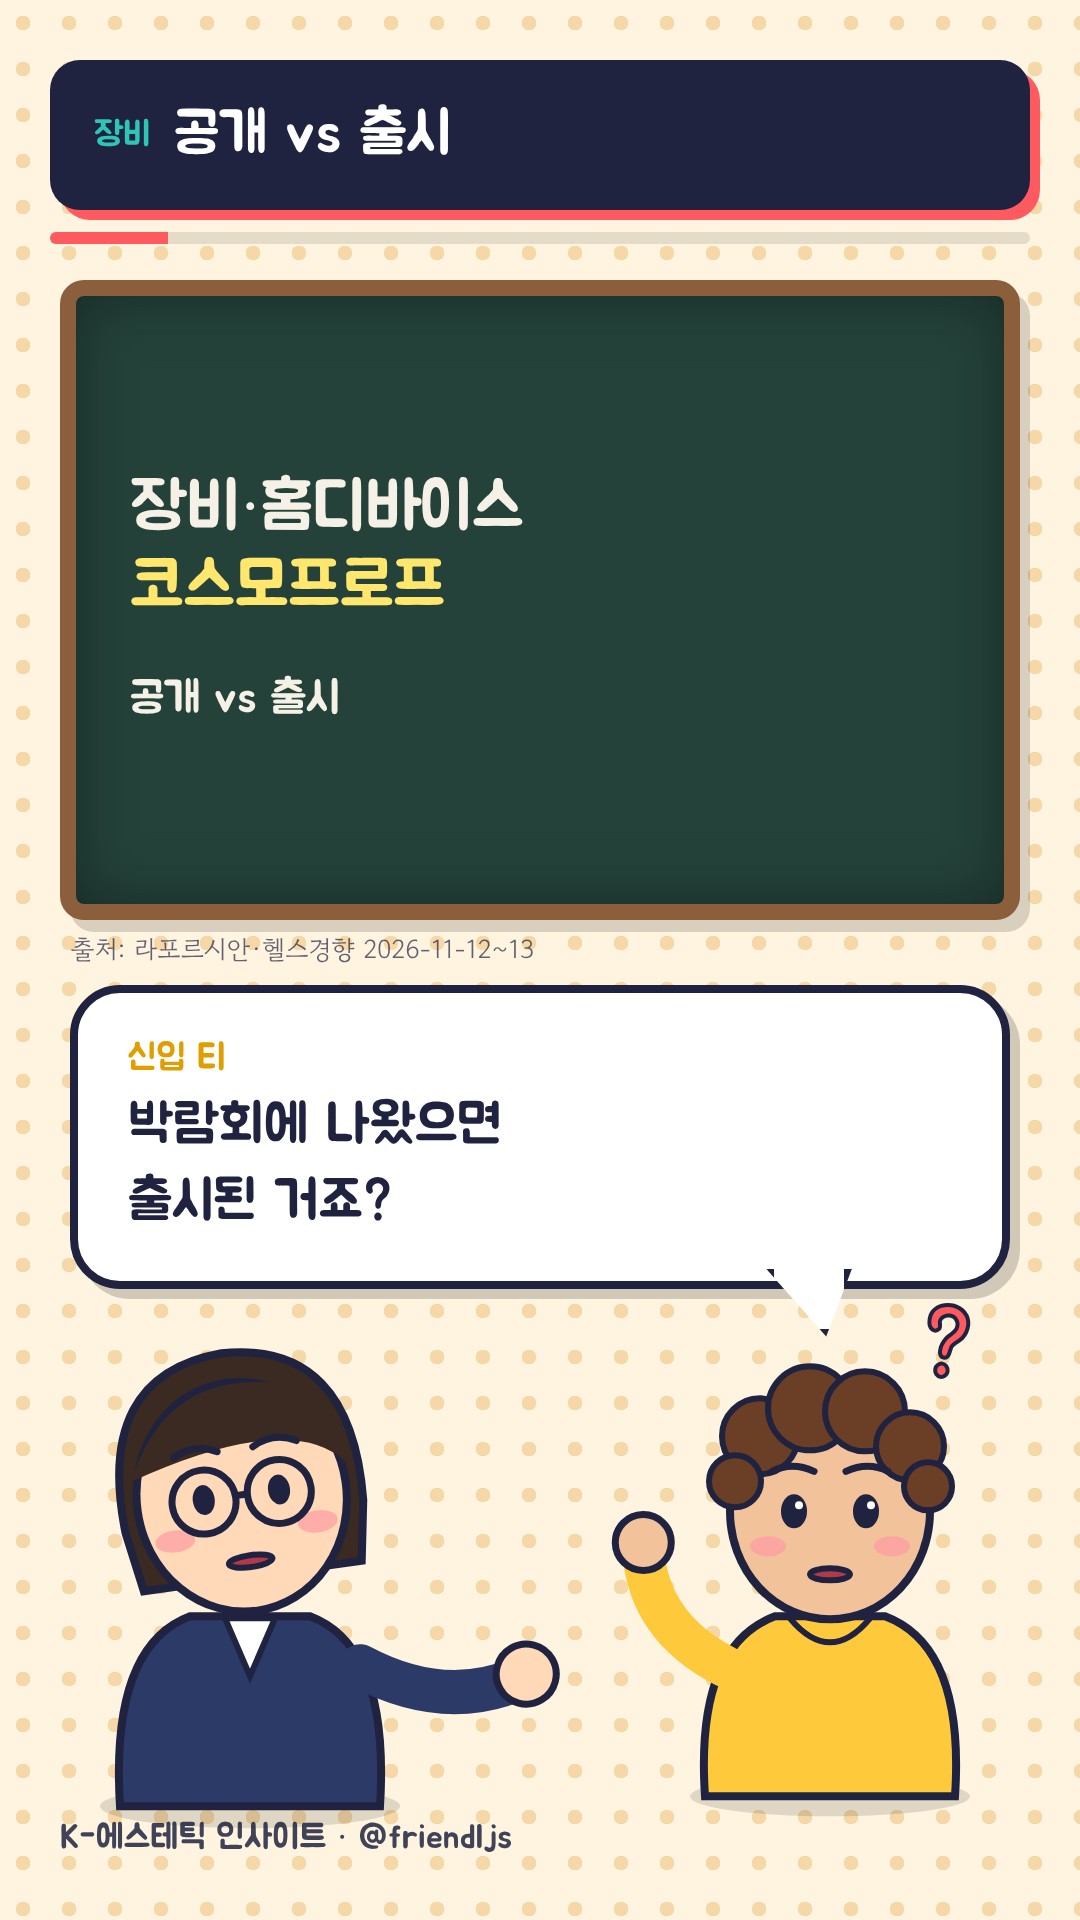 장비 공개 vs 출시
장비·홈디바이스
코스모프로프
공개 vs 출시
출처: 라포르시안·헬스경향 2026-11-12~13
신입 티
박람회에 나왔으면
출시된 거죠?
?
K-에스테틱 인사이트 · @friendljs